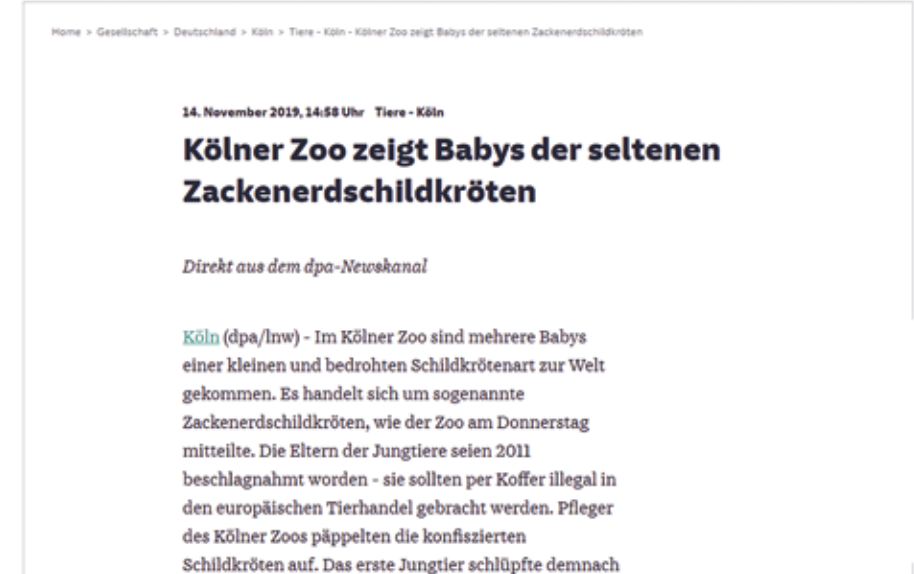 Home > Gesellschaft > Deutschland > Köln > Tiere - Köln - Kölner Zoo zeigt Babys der seltenen Zackenerdschildkröten
14. November 2019, 14:58 Uhr Tiere - Köln
Kölner Zoo zeigt Babys der seltenen
Zackenerdschildkröten
Direkt aus dem dpa-Newskanal
Köln (dpa/lnw) - Im Kölner Zoo sind mehrere Babys
einer kleinen und bedrohten Schildkrötenart zur Welt
gekommen. Es handelt sich um sogenannte
Zackenerdschildkröten, wie der Zoo am Donnerstag
mitteilte. Die Eltern der Jungtiere seien 2011
beschlagnahmt worden - sie sollten per Koffer illegal in
den europäischen Tierhandel gebracht werden. Pfleger
des Kölner Zoos päppelten die konfiszierten
Schildkröten auf. Das erste Jungtier schlüpfte demnach